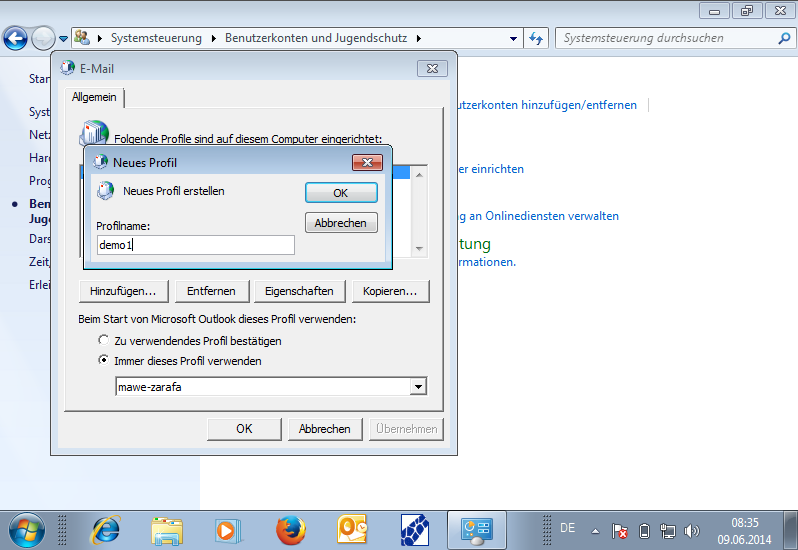 Systemsteuerung
Benutzerkonten und Jugendschutz
Systemsteuerung durchsuchen
E-Mail
Allgemein
Folgende Profile sind auf diesem Computer eingerichtet:
Neues Profil
Neues Profil erstellen
OK
Abbrechen
Profilname:
demo1
Hinzufügen...
Entfernen
Eigenschaften
Kopieren...
Beim Start von Microsoft Outlook dieses Profil verwenden:
Zu verwendendes Profil bestätigen
Immer dieses Profil verwenden
mawe-zarafa
OK
Abbrechen
Übernehmen
Star
Syst
Netz
Hard
Prog
Ben
Juge
Dars
Zeit,
Erlei
utzerkonten hinzufügen/entfernen
er einrichten
g an Onlinediensten verwalten
tung
ormationen.
DE
08:35
09.06.2014